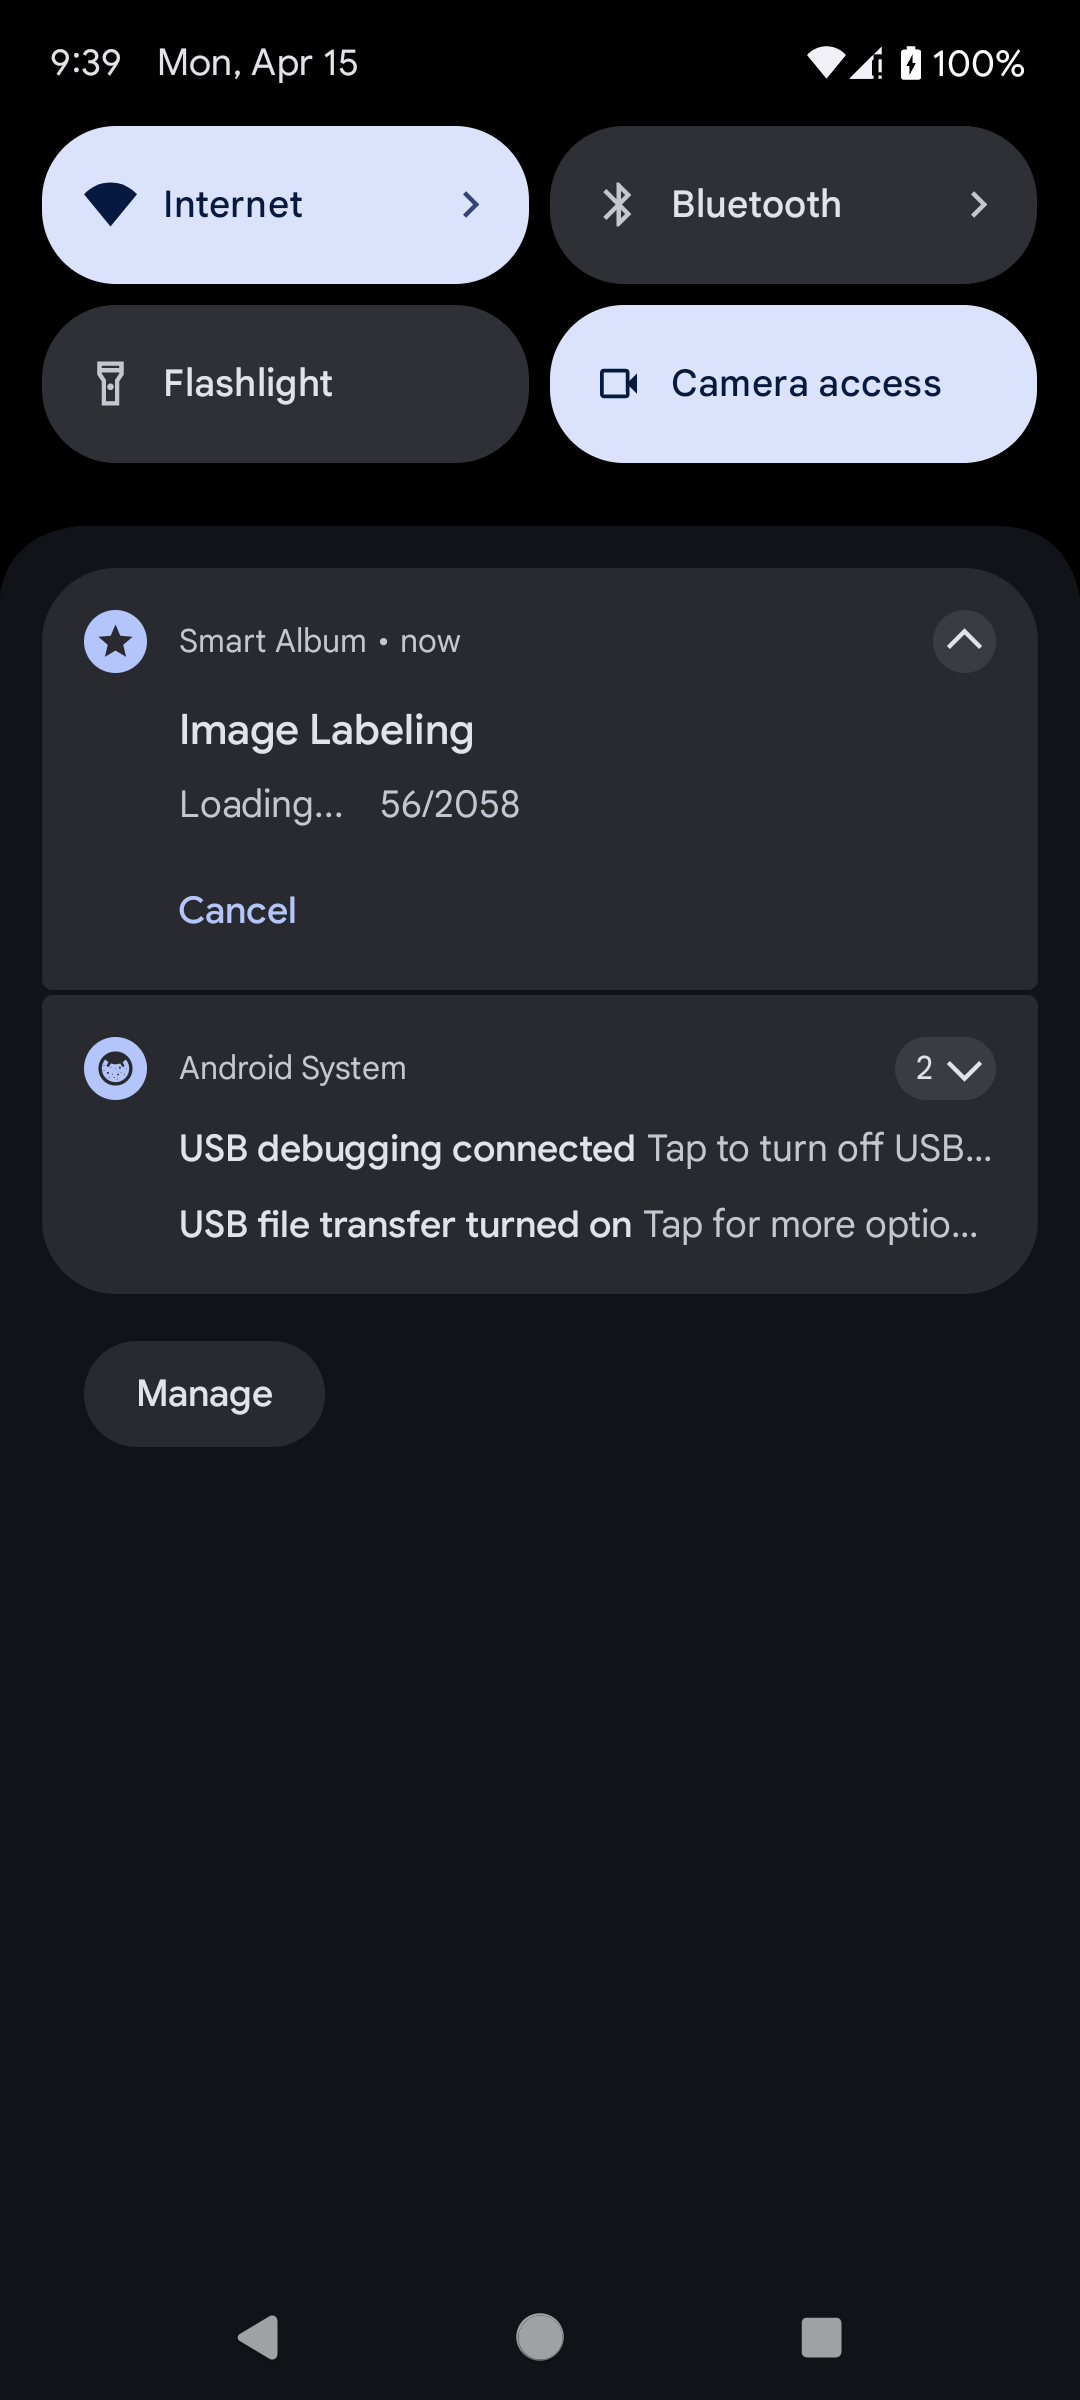 9:39 Mon, Apr 15 100%
Internet
Bluetooth
Flashlight
Camera access
Smart Album • now
Image Labeling
Loading... 56/2058
Cancel
Android System 2
USB debugging connected Tap to turn off USB...
USB file transfer turned on Tap for more optio...
Manage